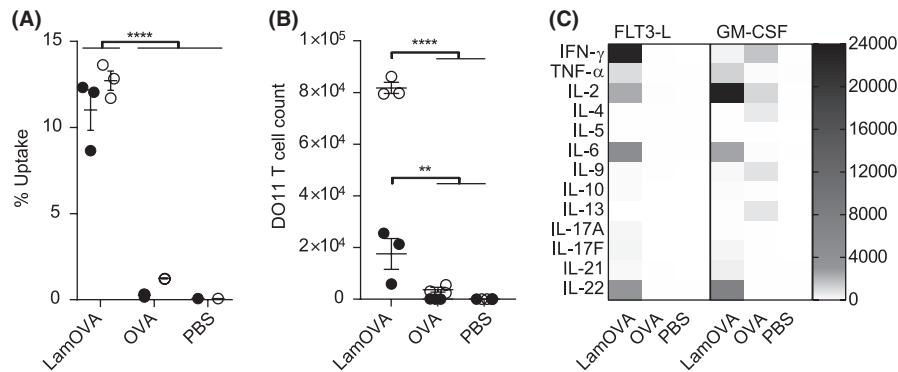 (A)
****
15
10
5
0
% Uptake
LamOVA
OVA
PBS
(B)
1×10⁵
8×10⁴
6×10⁴
4×10⁴
2×10⁴
0
DO11 T cell count
****
**
LamOVA
OVA
PBS
(C)
FLT3-L GM-CSF
IFN-γ
TNF-α
IL-2
IL-4
IL-5
IL-6
IL-9
IL-10
IL-13
IL-17A
IL-17F
IL-21
IL-22
LamOVA
OVA
PBS
LamOVA
OVA
PBS
24000
20000
16000
12000
8000
4000
0